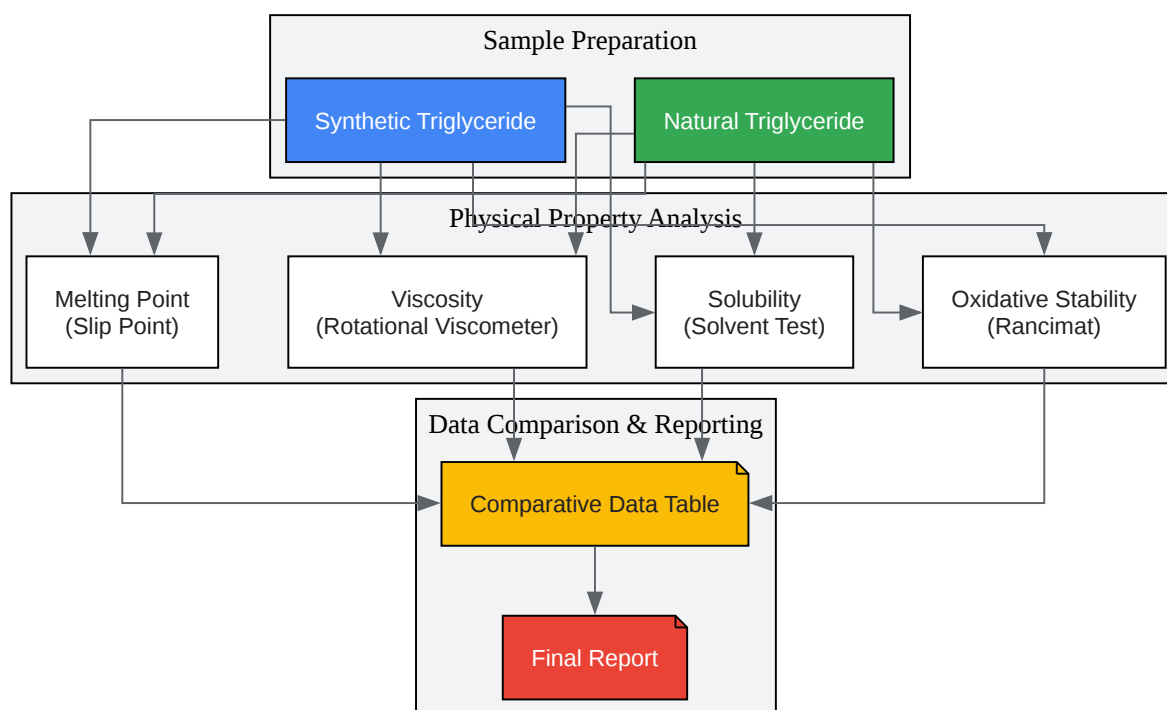 Sample Preparation
Synthetic Triglyceride
Natural Triglyceride
Physical Property Analysis
Melting Point
(Slip Point)
Viscosity
(Rotational Viscometer)
Solubility
(Solvent Test)
Oxidative Stability
(Rancimat)
Data Comparison & Reporting
Comparative Data Table
Final Report